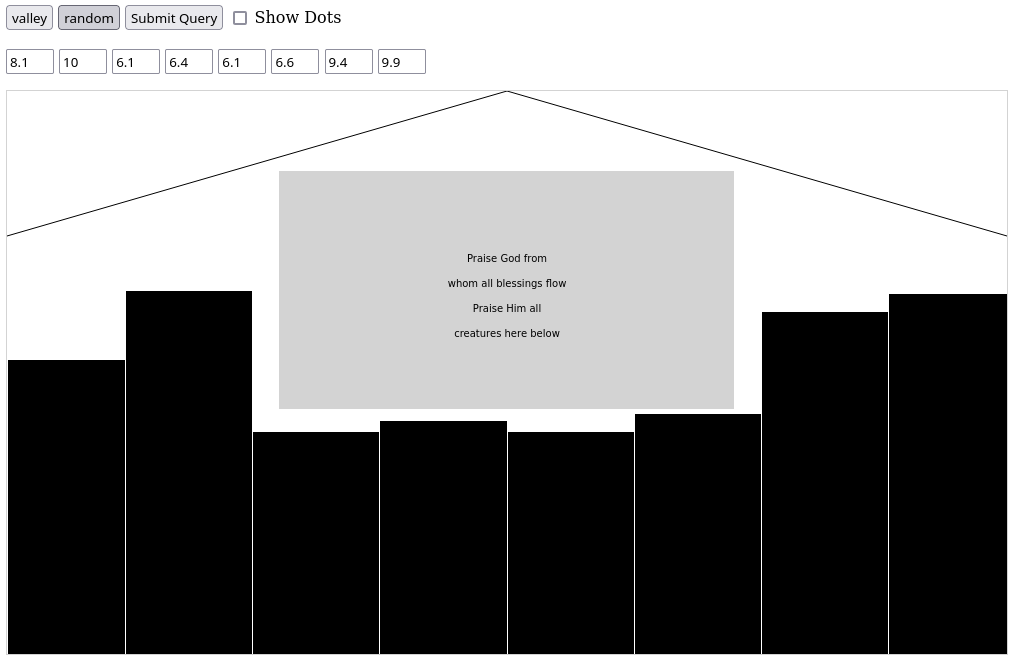 valley random Submit Query Show Dots
8.1 10 6.1 6.4 6.1 6.6 9.4 9.9
Praise God from
whom all blessings flow
Praise Him all
creatures here below